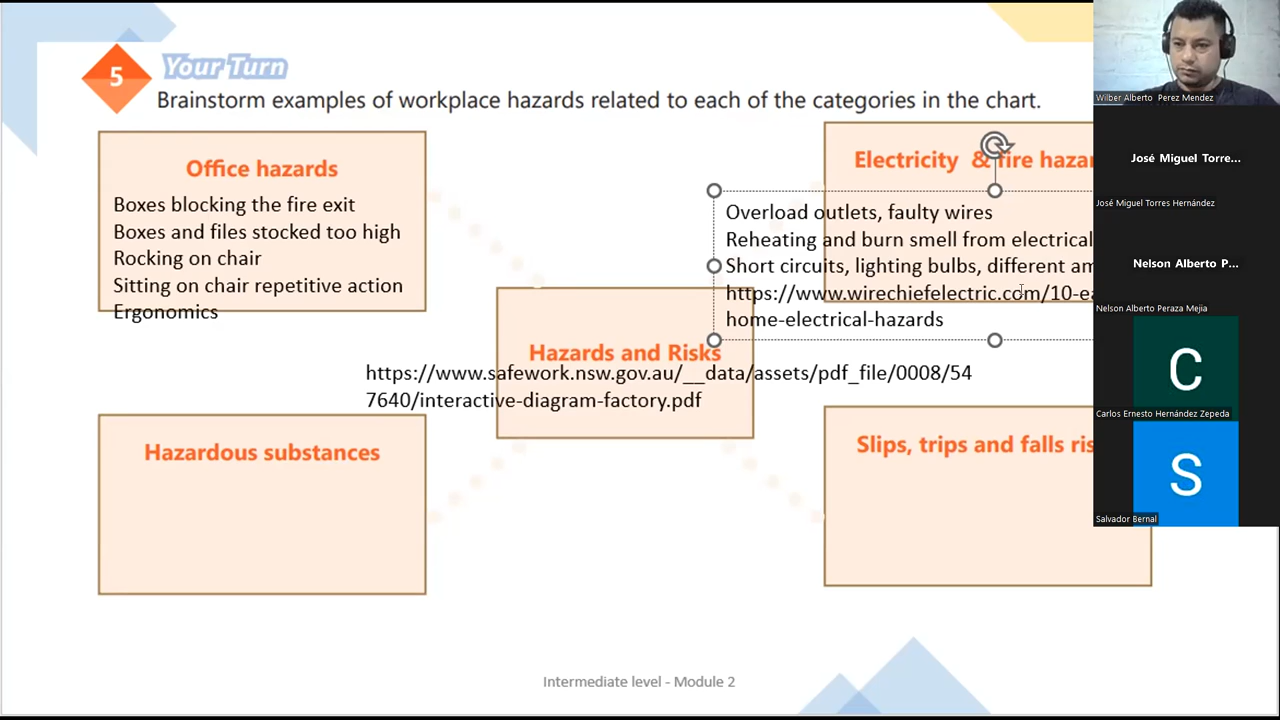 5
Your Turn
Brainstorm examples of workplace hazards related to each of the categories in the chart.
Office hazards
Boxes blocking the fire exit
Boxes and files stocked too high
Rocking on chair
Sitting on chair repetitive action
Ergonomics
Electricity & fire hazar
Overload outlets, faulty wires
Reheating and burn smell from electrical
Short circuits, lighting bulbs, different am
https://www.wirechiefelectric.com/10-ea
home-electrical-hazards
Hazards and Risks
https://www.safework.nsw.gov.au/__data/assets/pdf_file/0008/54
7640/interactive-diagram-factory.pdf
Hazardous substances
Slips, trips and falls ris
Intermediate level - Module 2
Wilber Alberto Perez Mendez
José Miguel Torre...
José Miguel Torres Hernández
Nelson Alberto P...
Nelson Alberto Peraza Mejia
C
Carlos Ernesto Hernández Zepeda
S
Salvador Bernal